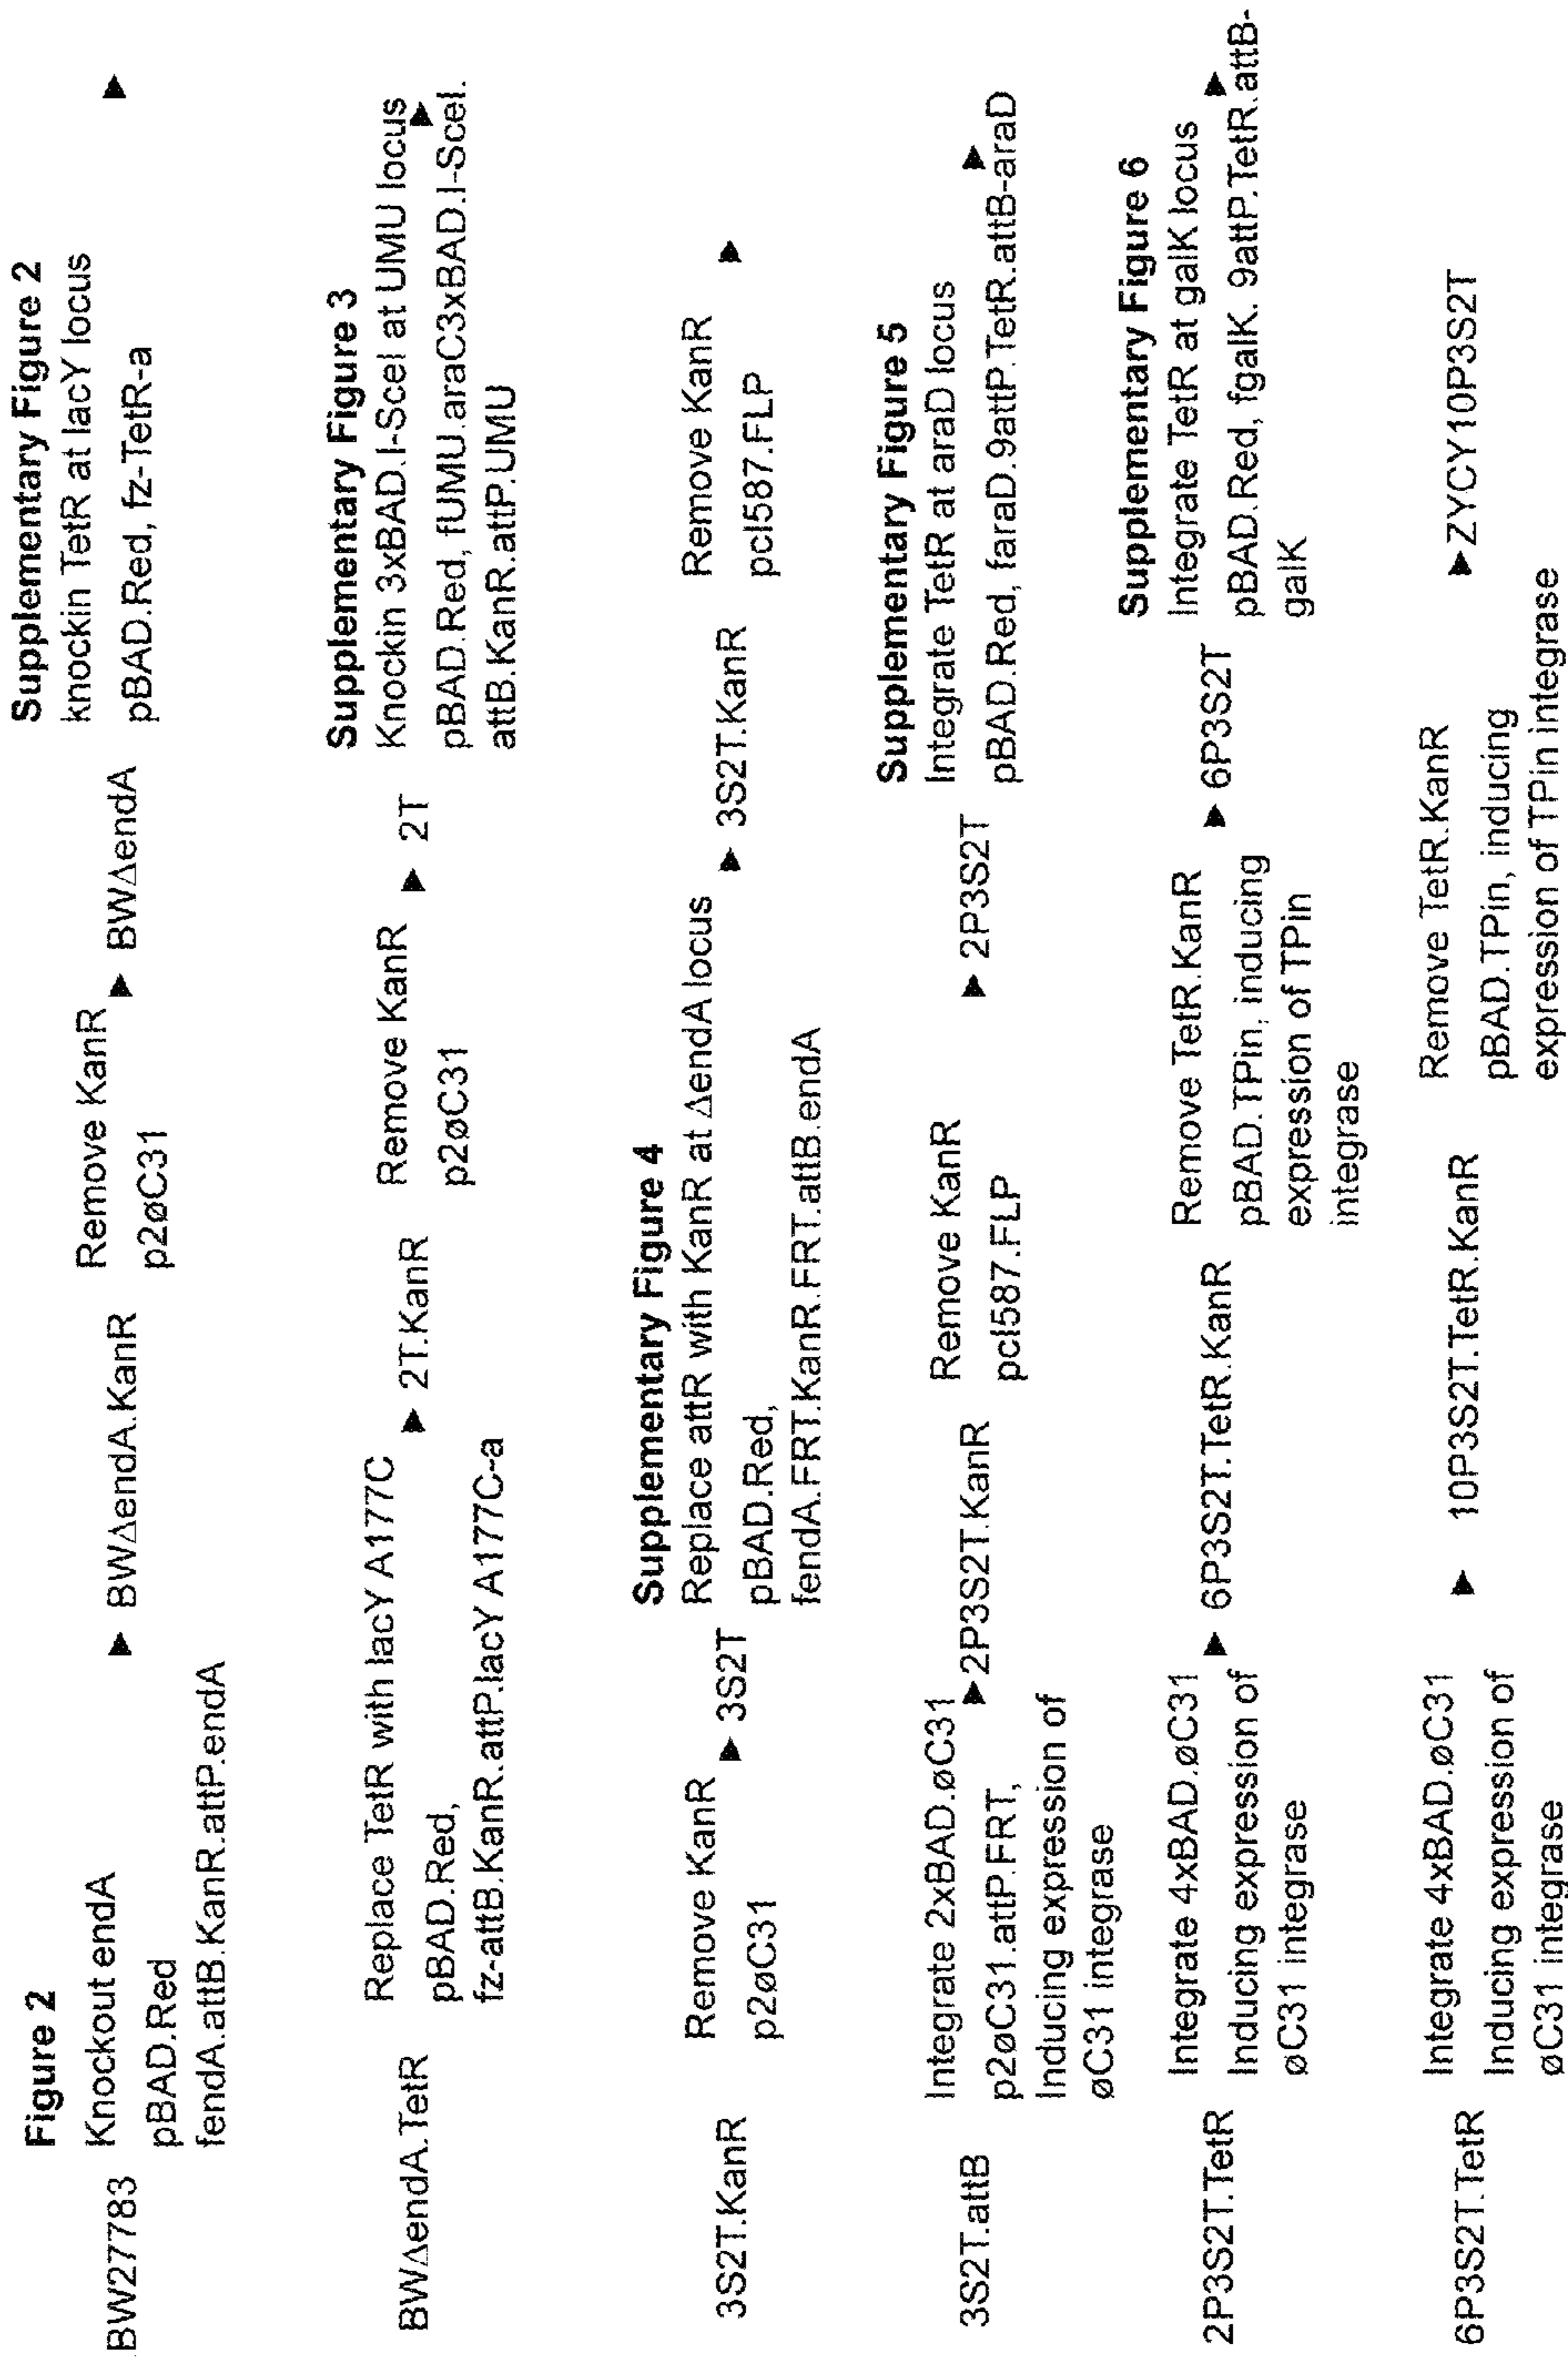 Figure 2
Supplementary Figure 2
BW27783
Knockout endA
pBAD.Red
fendA.attB.KanR.attP.endA
BWΔendA.KanR
Remove KanR
p2øC31
BWΔendA
knockin TetR at lacY locus
pBAD.Red, fz-TetR-a
Supplementary Figure 3
BWΔendA.TetR
Replace TetR with lacY A177C
pBAD.Red,
fz-attB.KanR.attP.lacY A177C-a
2T.KanR
Remove KanR
p2øC31
2T
Knockin 3xBAD.I-SceI at UMU locus
pBAD.Red, fUMU.araC3xBAD.I-SceI.
attB.KanR.attP.UMU
Supplementary Figure 4
3S2T.KanR
Remove KanR
p2øC31
3S2T
Replace attR with KanR at ΔendA locus
pBAD.Red,
fendA.FRT.KanR.FRT.attB.endA
3S2T.KanR
Remove KanR
pcI587.FLP
Supplementary Figure 5
3S2T.attB
Integrate 2xBAD.øC31
p2øC31.attP.FRT,
Inducing expression of
øC31 integrase
2P3S2T.KanR
Remove KanR
pcI587.FLP
2P3S2T
Integrate TetR at araD locus
pBAD.Red, faraD.9attP.TetR.attB-araD
Supplementary Figure 6
2P3S2T.TetR
Integrate 4xBAD.øC31
Inducing expression of
øC31 integrase
6P3S2T.TetR.KanR
Remove TetR.KanR
pBAD.TPin, inducing
expression of TPin
integrase
6P3S2T
Integrate TetR at galK locus
pBAD.Red, fgalK. 9attP.TetR.attB-
galK
6P3S2T.TetR
Integrate 4xBAD.øC31
Inducing expression of
øC31 integrase
10P3S2T.TetR.KanR
Remove TetR.KanR
pBAD.TPin, inducing
expression of TPin integrase
ZYCY10P3S2T